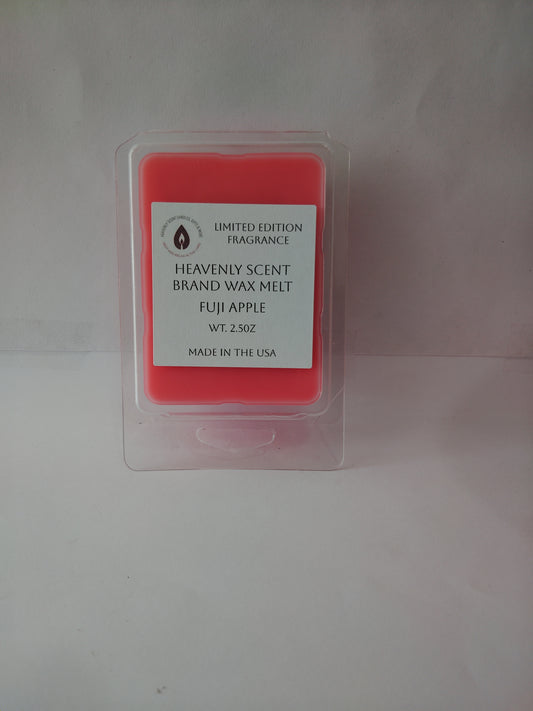 LIMITED EDITION
FRAGRANCE
HEAVENLY SCENT
BRAND WAX MELT
FUJI APPLE
WT. 2.5OZ
MADE IN THE USA